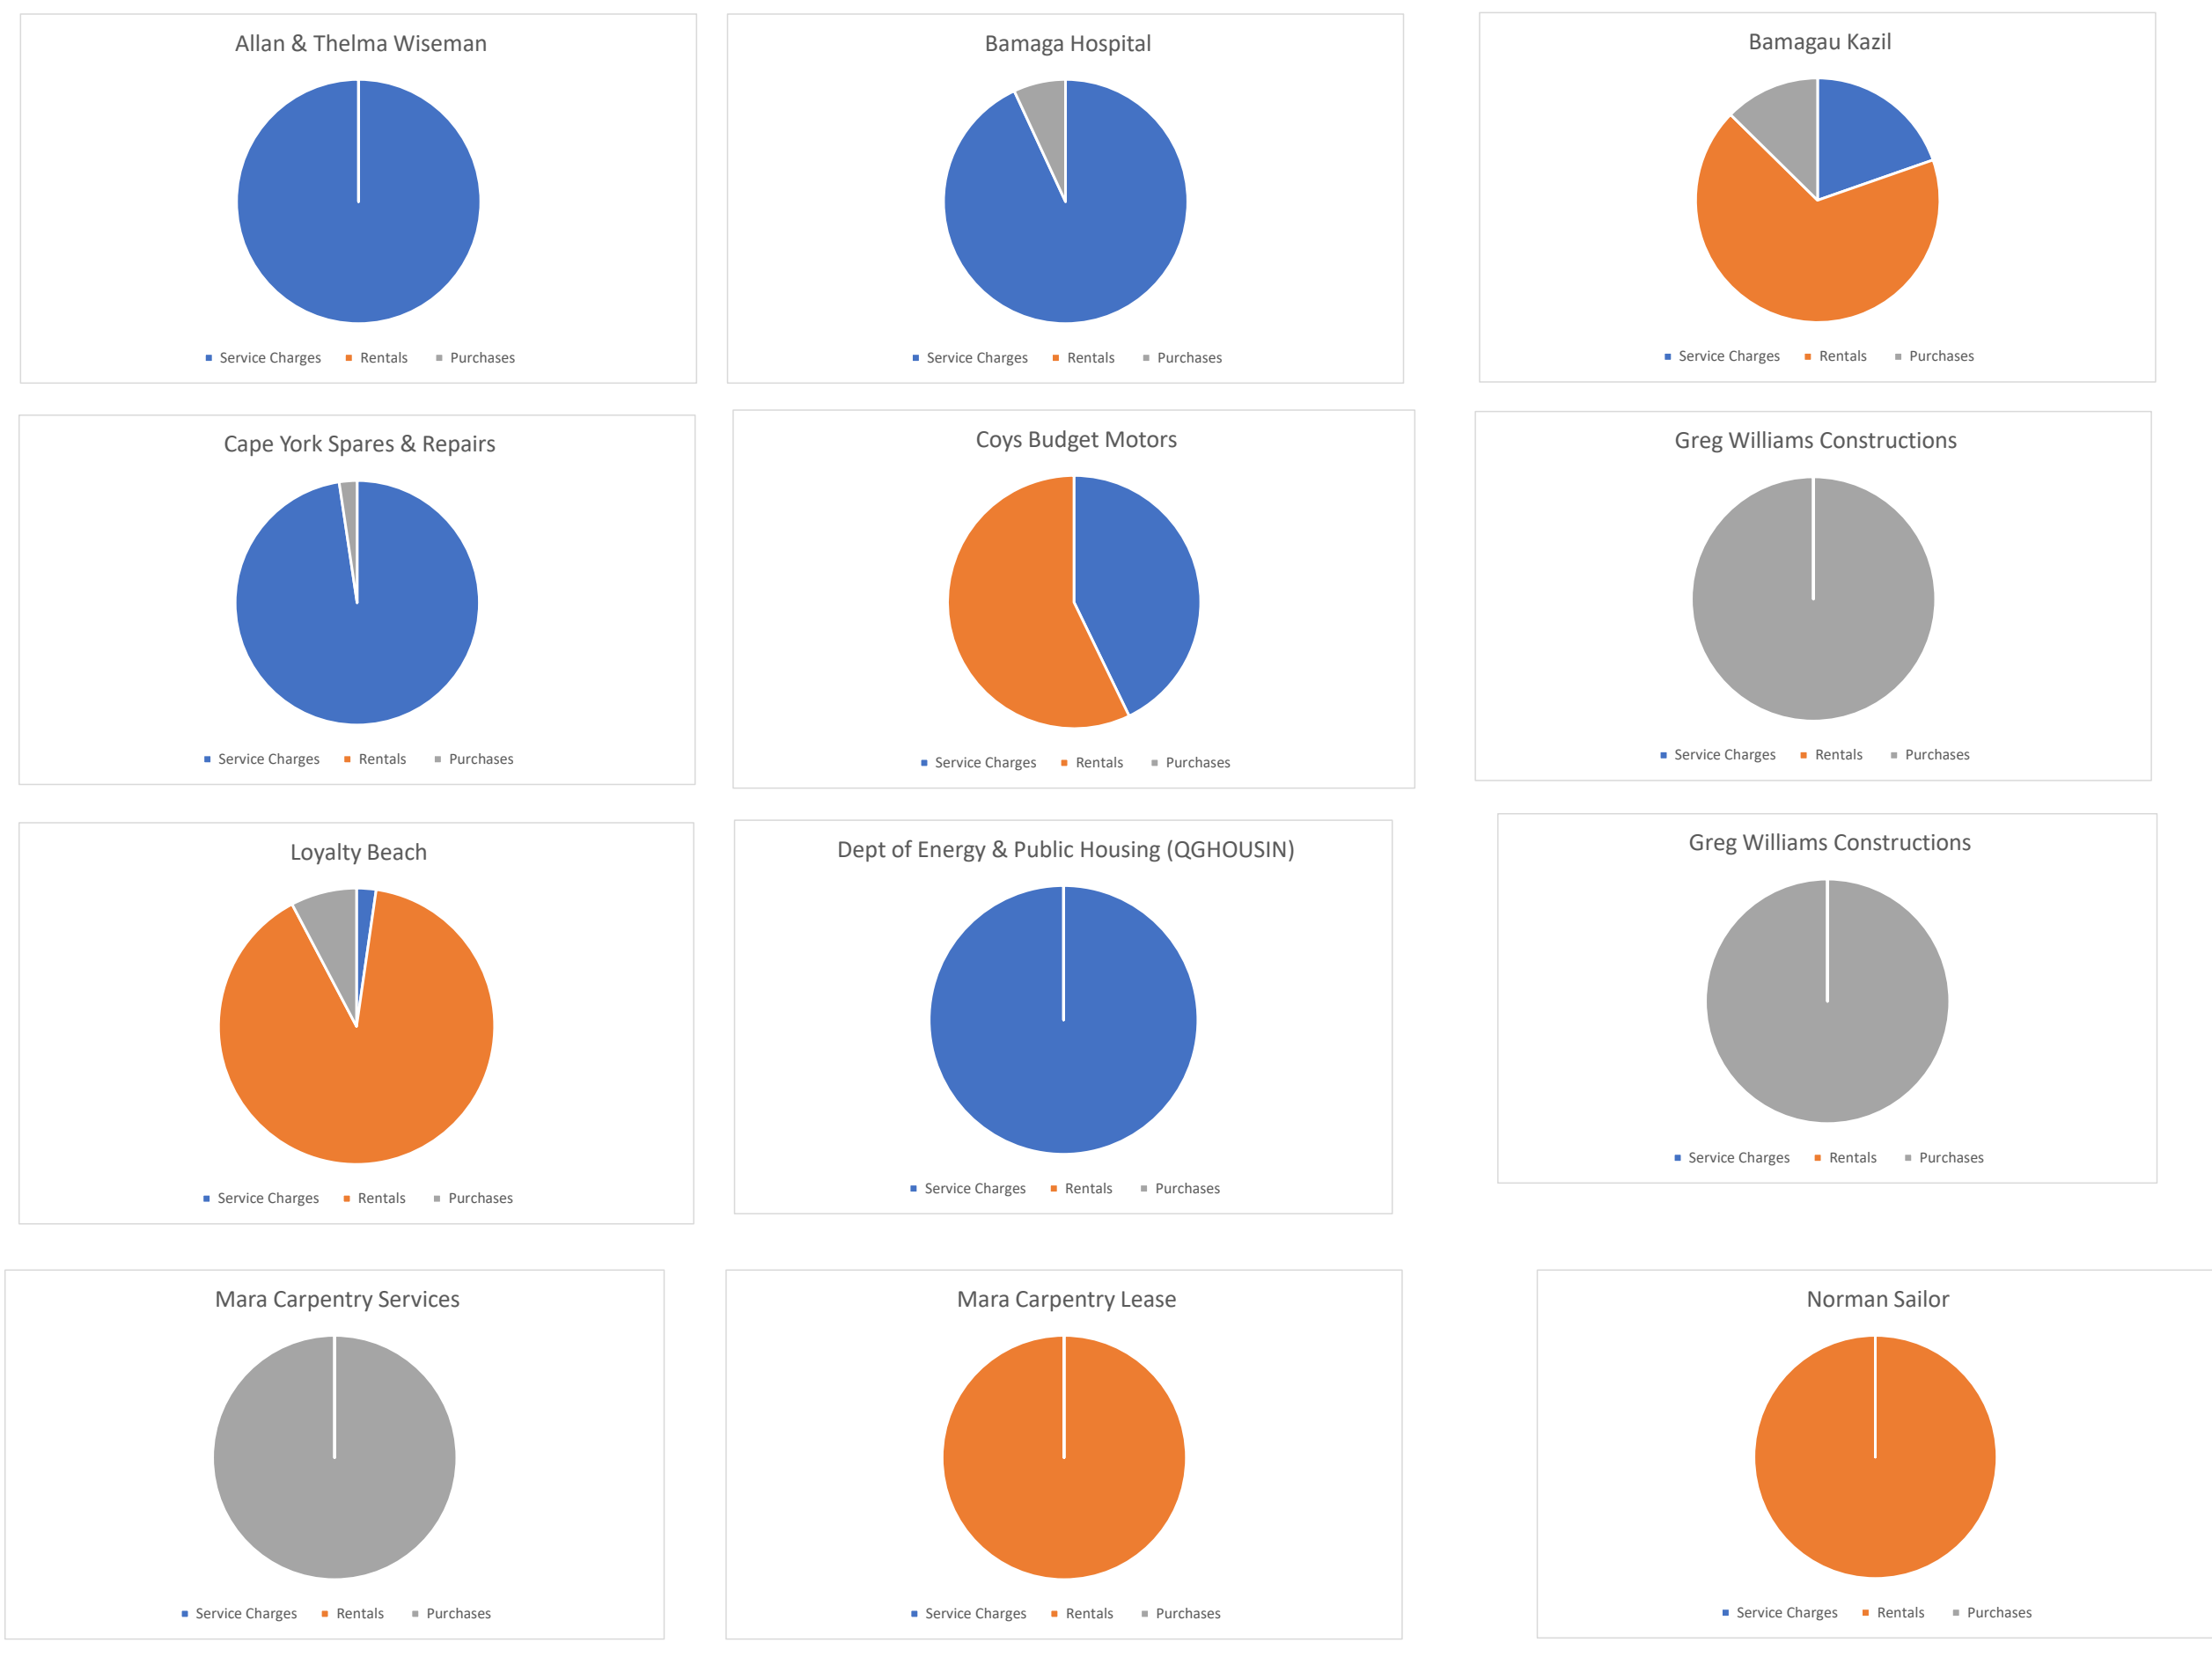 Allan & Thelma Wiseman
Service Charges Rentals Purchases
Bamaga Hospital
Service Charges Rentals Purchases
Bamagau Kazil
Service Charges Rentals Purchases
Cape York Spares & Repairs
Service Charges Rentals Purchases
Coys Budget Motors
Service Charges Rentals Purchases
Greg Williams Constructions
Service Charges Rentals Purchases
Loyalty Beach
Service Charges Rentals Purchases
Dept of Energy & Public Housing (QGHOUSIN)
Service Charges Rentals Purchases
Greg Williams Constructions
Service Charges Rentals Purchases
Mara Carpentry Services
Service Charges Rentals Purchases
Mara Carpentry Lease
Service Charges Rentals Purchases
Norman Sailor
Service Charges Rentals Purchases